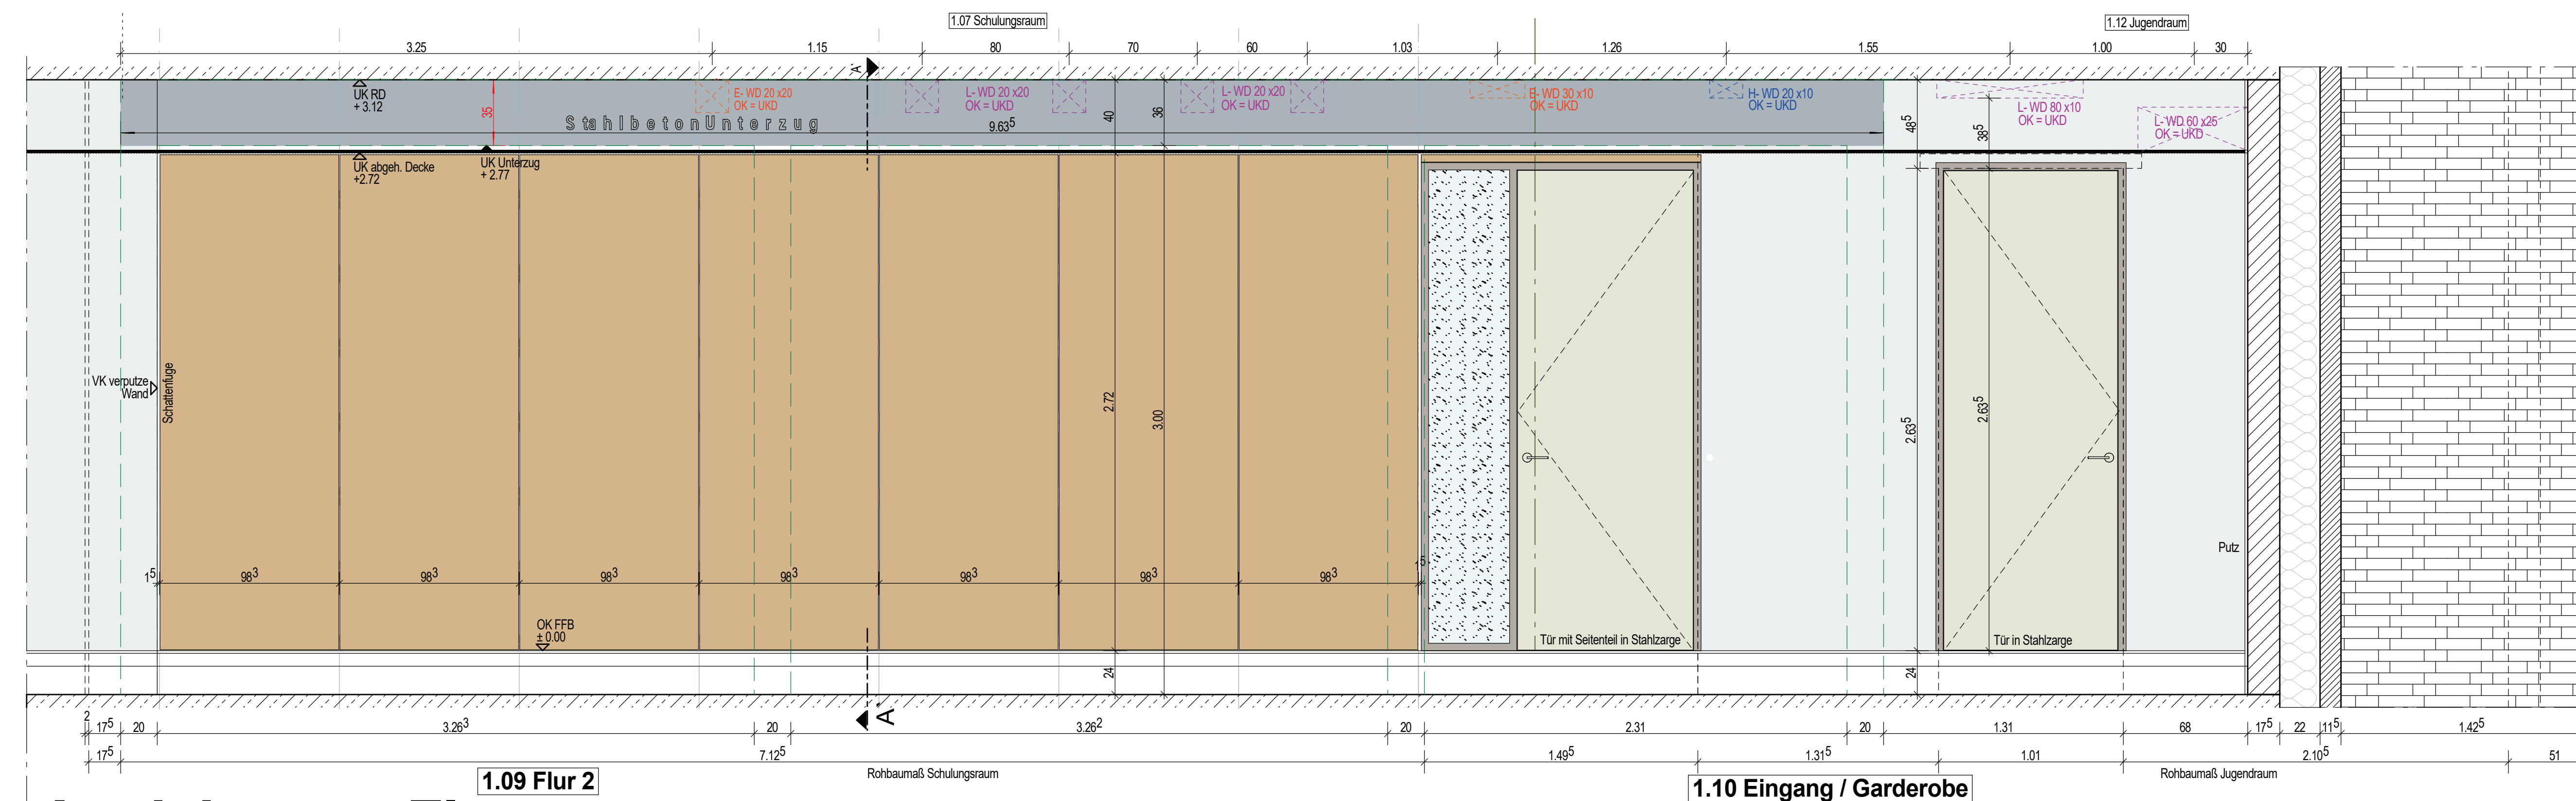 1.07 Schulungsraum
1.12 Jugendraum
3.25
1.15
80
70
60
1.03
1.26
1.55
1.00
30
A
UK RD
+ 3.12
35
E- WD 20 x20
OK = UKD
L- WD 20 x20
OK = UKD
L- WD 20 x20
OK = UKD
E- WD 30 x10
OK = UKD
H- WD 20 x10
OK = UKD
L- WD 80 x10
OK = UKD
L- WD 60 x25
OK = UKD
StahlbetonUnterzug
9.63⁵
40
36
48⁵
38⁵
UK abgeh. Decke
+2.72
UK Unterzug
+ 2.77
VK verputze
Wand
Schattenfuge
2.72
3.00
2.63⁵
2.63⁵
Putz
1⁵
98³
98³
98³
98³
98³
98³
98³
5
OK FFB
± 0.00
Tür mit Seitenteil in Stahlzarge
Tür in Stahlzarge
24
24
A
2
17⁵
20
3.26³
20
3.26²
20
2.31
20
1.31
68
17⁵
22
11⁵
1.42⁵
17⁵
7.12⁵
1.49⁵
1.31⁵
1.01
2.10⁵
51
Rohbaumaß Schulungsraum
Rohbaumaß Jugendraum
1.09 Flur 2
1.10 Eingang / Garderobe